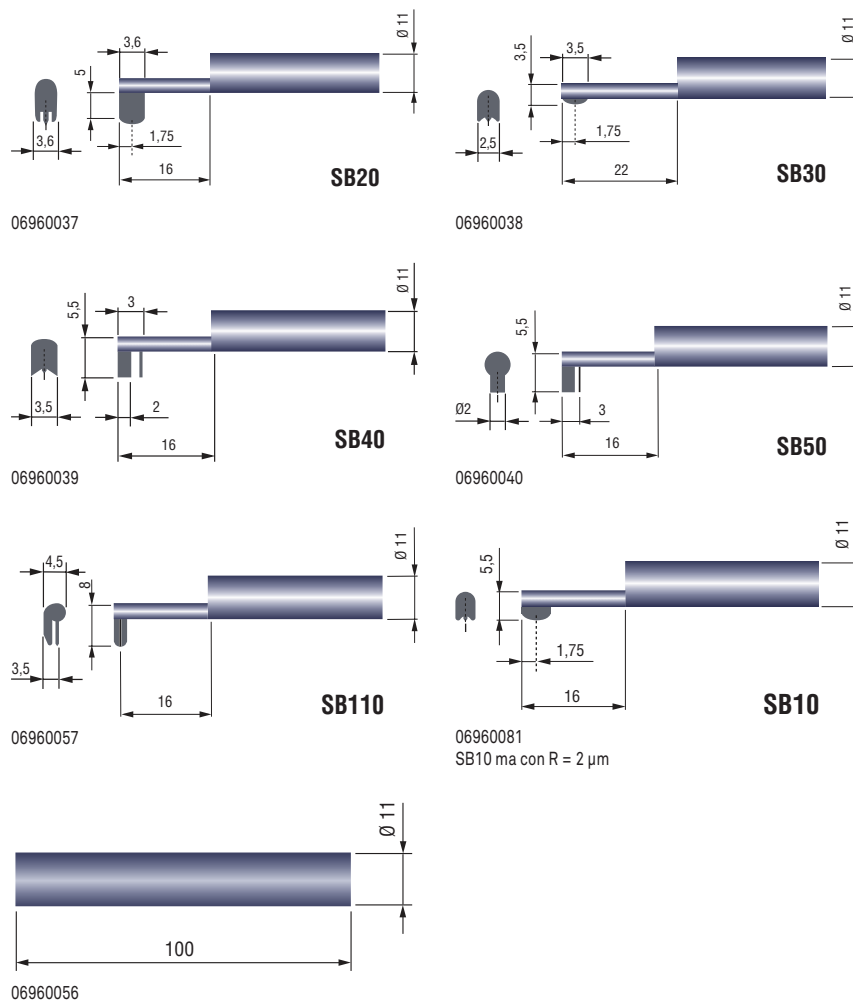 3,6
Ø 11
5
3,6
1,75
16
SB20
06960037
3,5
3,5
Ø 11
2,5
1,75
22
SB30
06960038
3
5,5
Ø 11
3,5
2
16
SB40
06960039
5,5
Ø 11
Ø2
3
16
SB50
06960040
4,5
8
Ø 11
3,5
16
SB110
06960057
5,5
Ø 11
1,75
16
SB10
06960081
SB10 ma con R = 2 µm
Ø 11
100
06960056